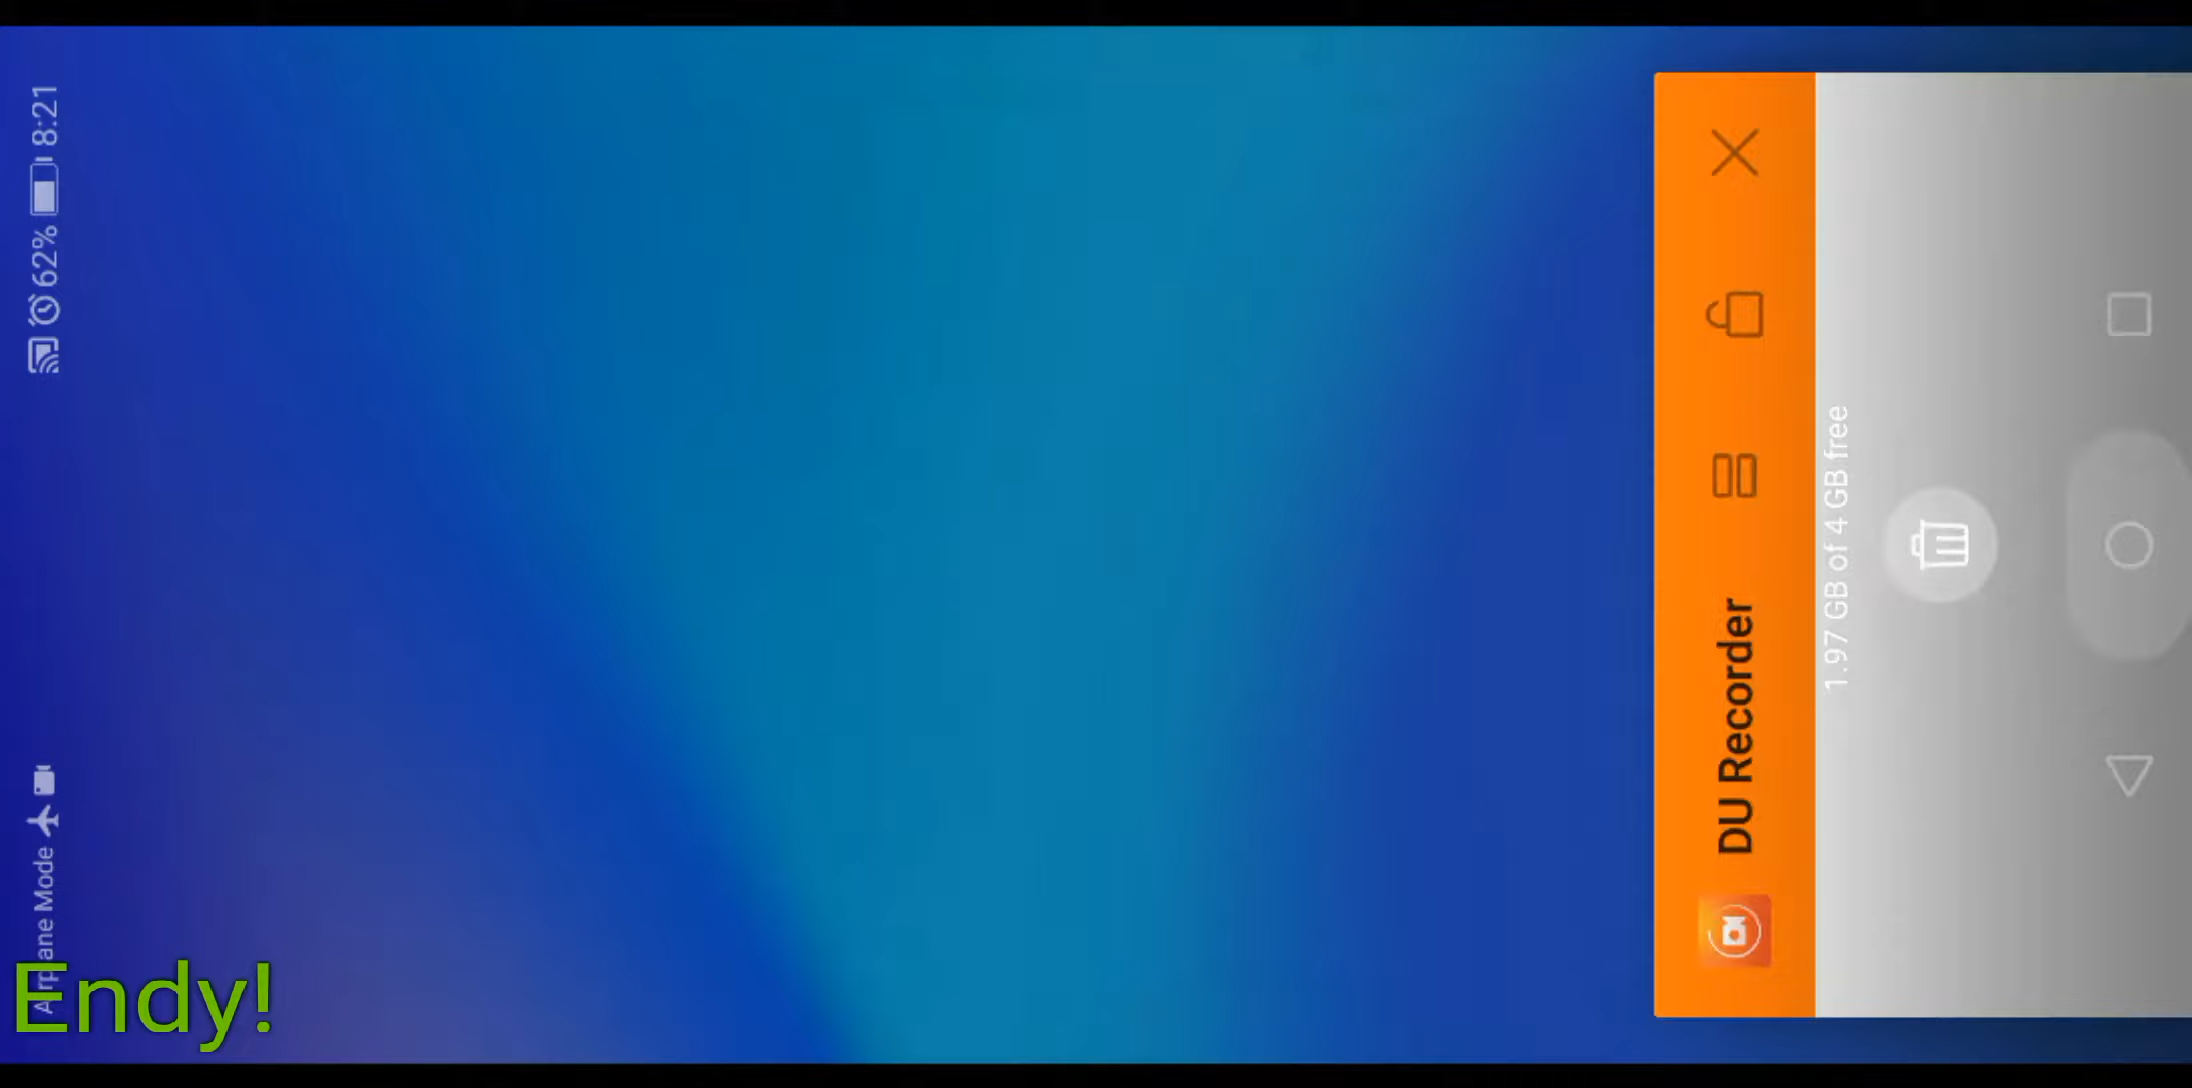 Airplane Mode
62% 8:21
DU Recorder
1.97 GB of 4 GB free
Endy!